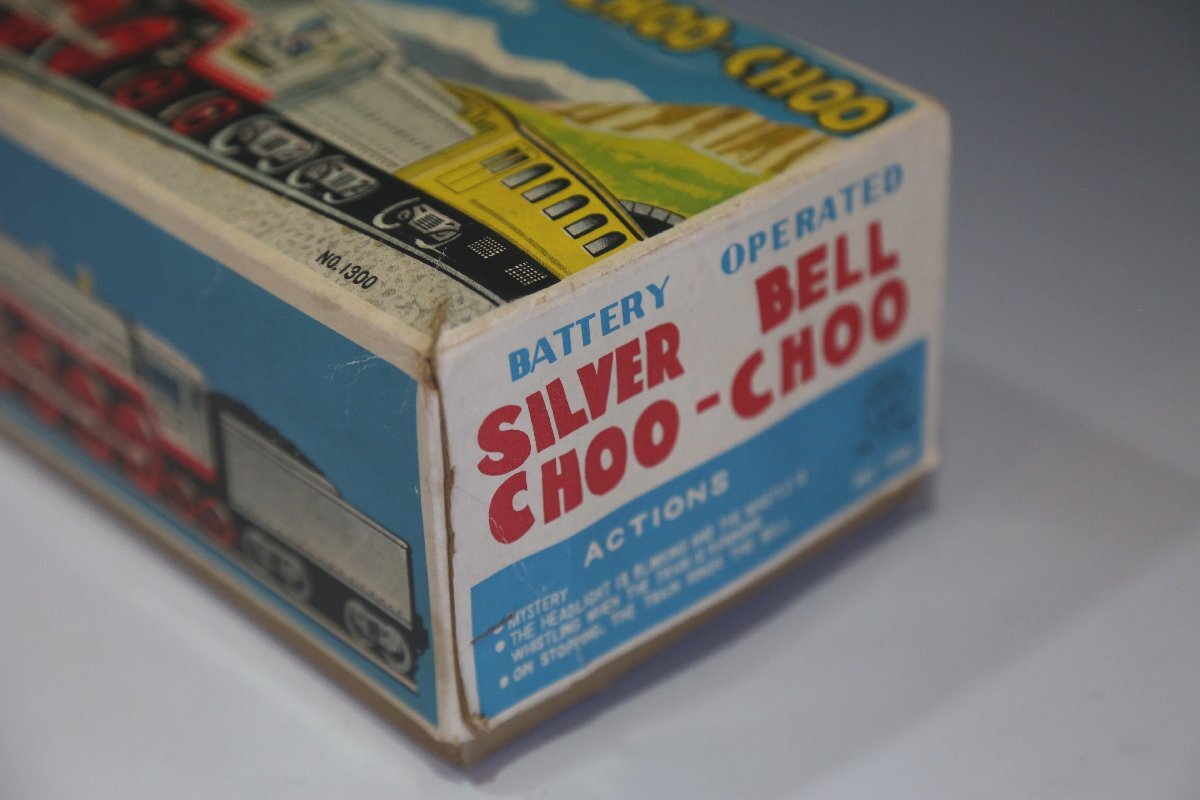 CHOO-CHOO
NO. 1300
BATTERY OPERATED
SILVER BELL
CHOO-CHOO
ACTIONS
• MYSTERY
• THE HEADLIGHT IS BLINKING AND THE WHISTLE IS
WHISTLING WHEN THE TRAIN IS RUNNING
• ON STOPPING, THE TRAIN RINGS THE BELL